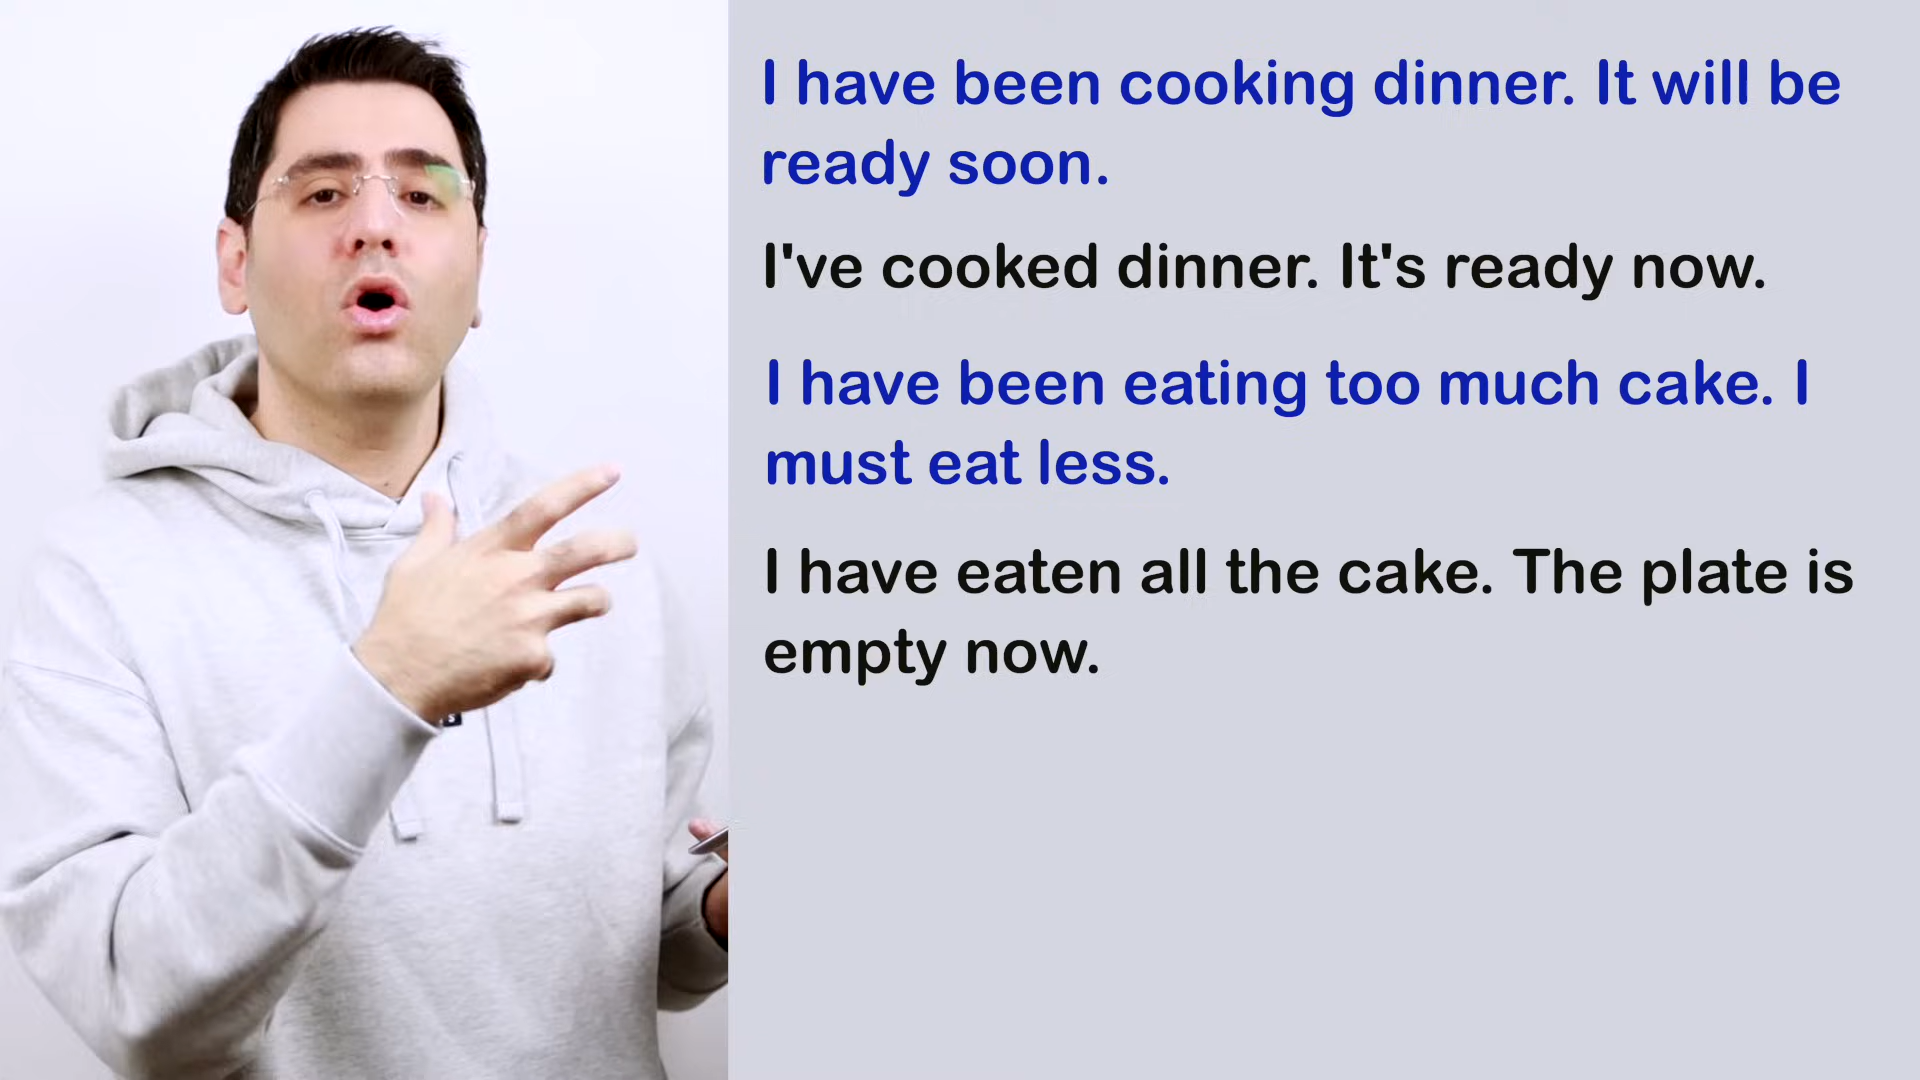 I have been cooking dinner. It will be
ready soon.
I've cooked dinner. It's ready now.
I have been eating too much cake. I
must eat less.
I have eaten all the cake. The plate is
empty now.